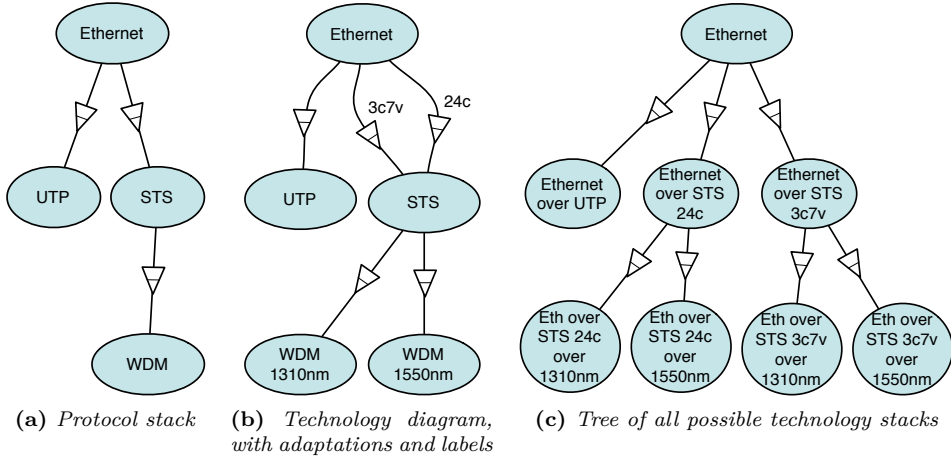 Ethernet
UTP
STS
WDM
(a) Protocol stack
Ethernet
3c7v
24c
UTP
STS
WDM
1310nm
WDM
1550nm
(b) Technology diagram,
with adaptations and labels
Ethernet
Ethernet
over UTP
Ethernet
over STS
24c
Ethernet
over STS
3c7v
Eth over
STS 24c
over
1310nm
Eth over
STS 24c
over
1550nm
Eth over
STS 3c7v
over
1310nm
Eth over
STS 3c7v
over
1550nm
(c) Tree of all possible technology stacks